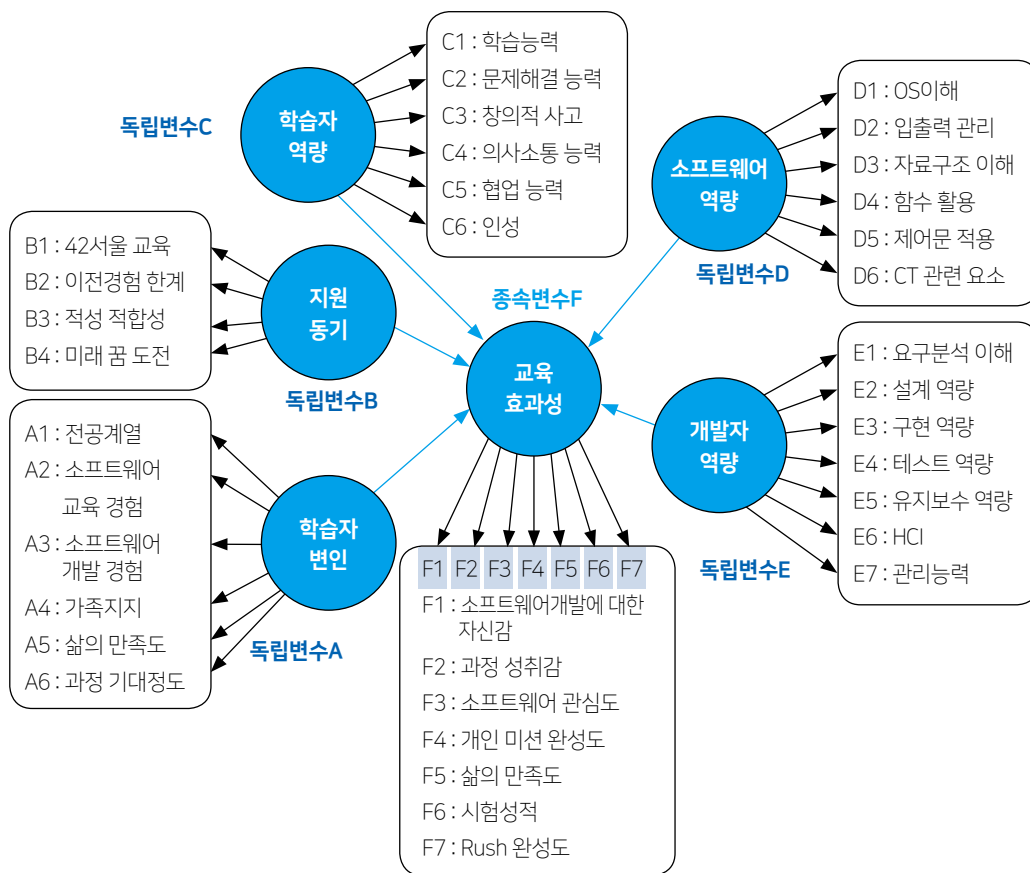 독립변수C
학습자
역량
C1 : 학습능력
C2 : 문제해결 능력
C3 : 창의적 사고
C4 : 의사소통 능력
C5 : 협업 능력
C6 : 인성
소프트웨어
역량
독립변수D
D1 : OS이해
D2 : 입출력 관리
D3 : 자료구조 이해
D4 : 함수 활용
D5 : 제어문 적용
D6 : CT 관련 요소
B1 : 42서울 교육
B2 : 이전경험 한계
B3 : 적성 적합성
B4 : 미래 꿈 도전
지원
동기
독립변수B
종속변수F
교육
효과성
개발자
역량
독립변수E
E1 : 요구분석 이해
E2 : 설계 역량
E3 : 구현 역량
E4 : 테스트 역량
E5 : 유지보수 역량
E6 : HCI
E7 : 관리능력
A1 : 전공계열
A2 : 소프트웨어
교육 경험
A3 : 소프트웨어
개발 경험
A4 : 가족지지
A5 : 삶의 만족도
A6 : 과정 기대정도
학습자
변인
독립변수A
F1 F2 F3 F4 F5 F6 F7
F1 : 소프트웨어개발에 대한
자신감
F2 : 과정 성취감
F3 : 소프트웨어 관심도
F4 : 개인 미션 완성도
F5 : 삶의 만족도
F6 : 시험성적
F7 : Rush 완성도